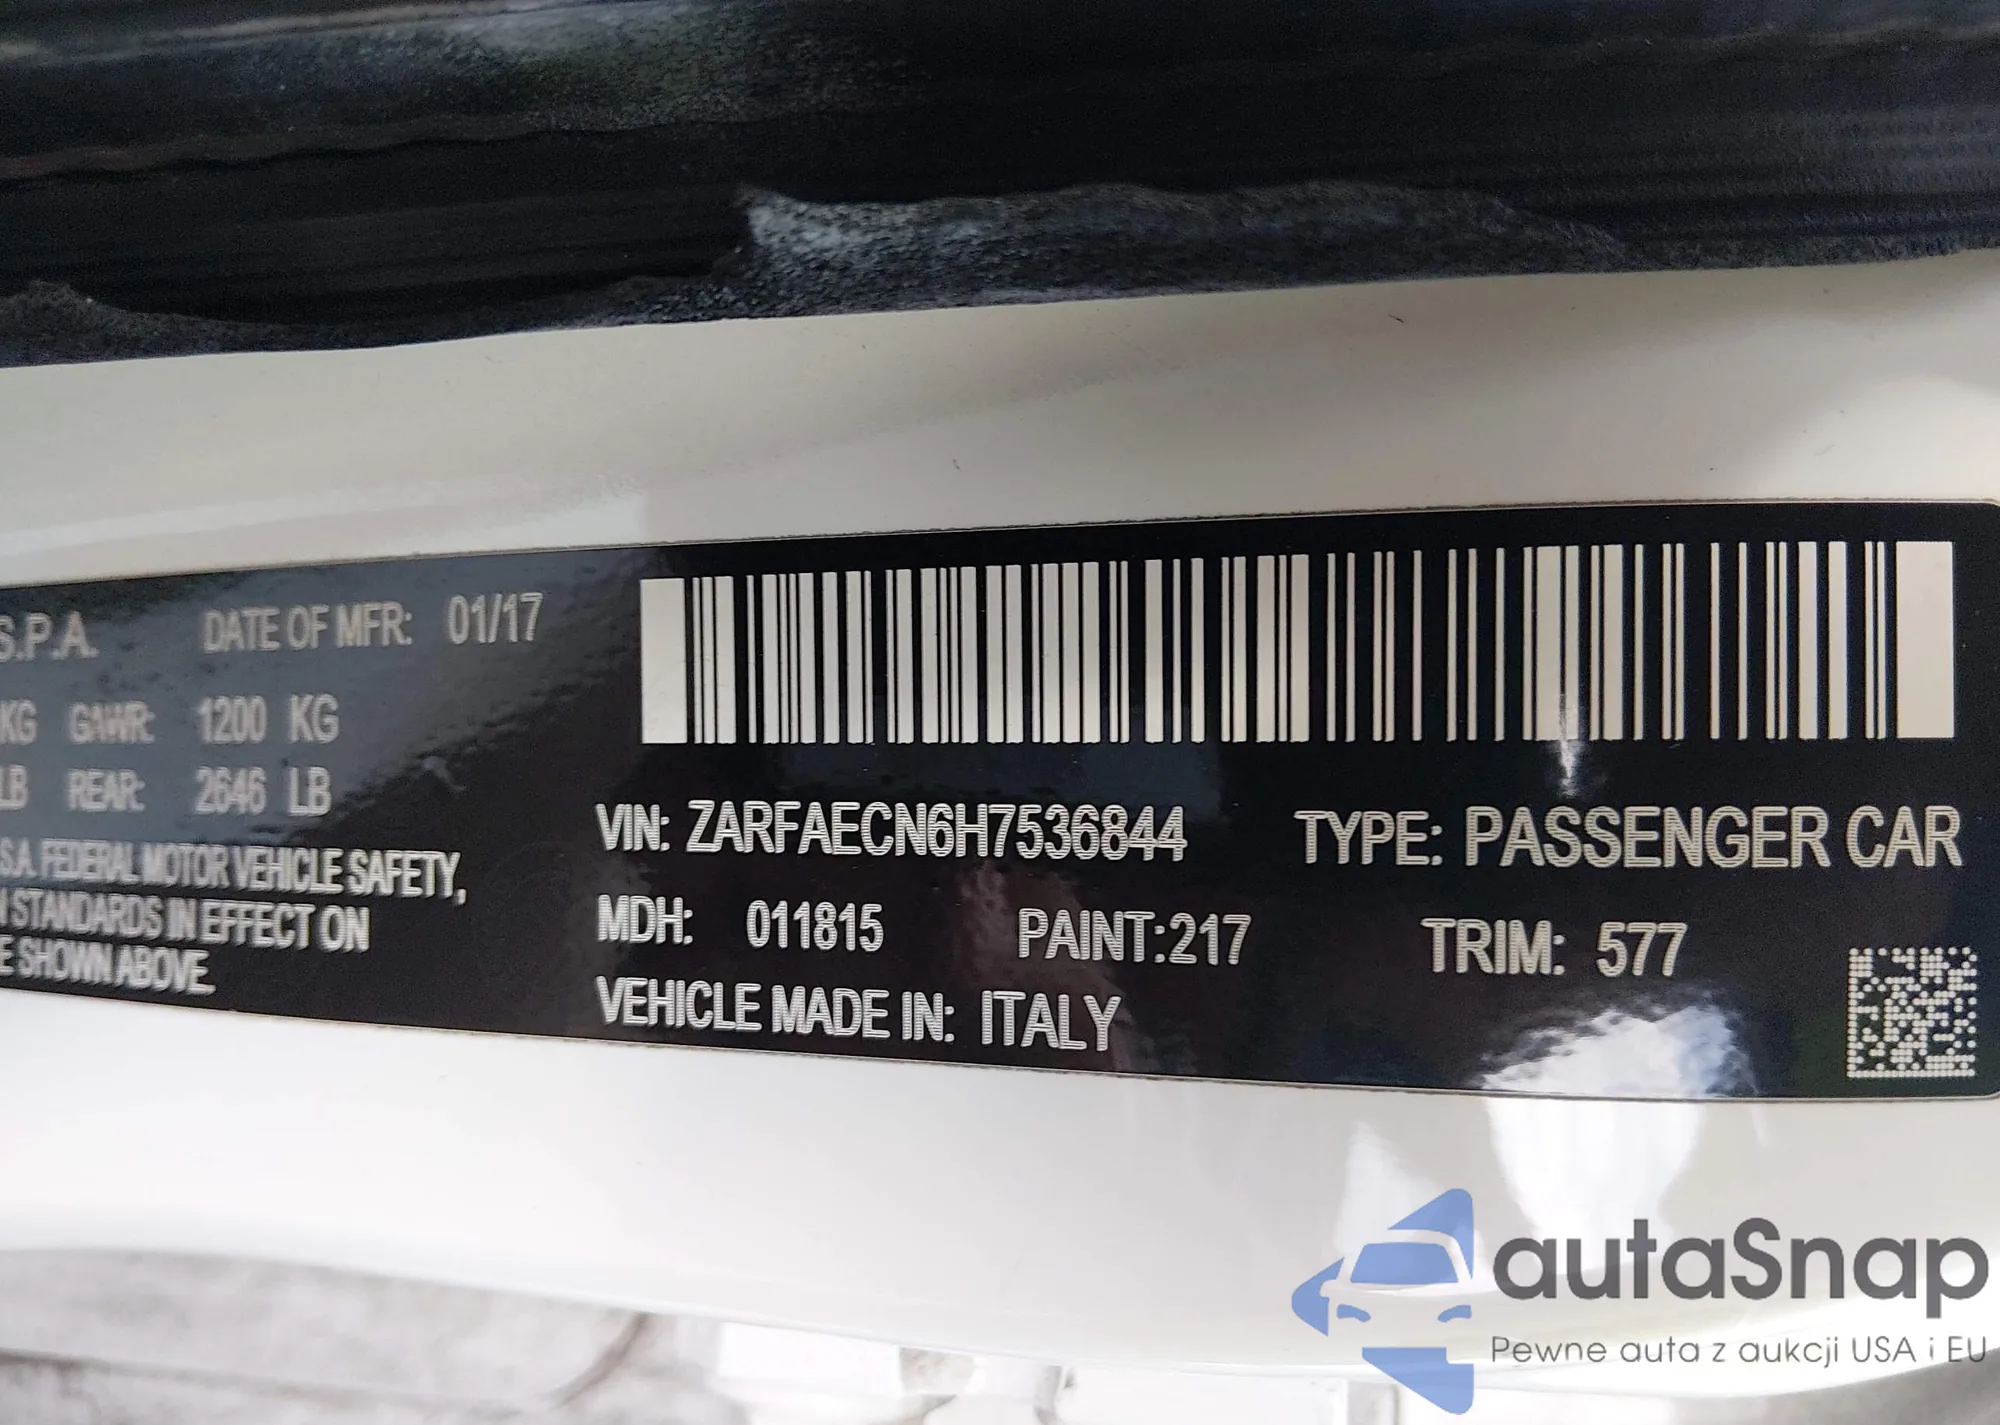 S.P.A. DATE OF MFR: 01/17
KG GAWR: 1200 KG
LB REAR: 2646 LB
S.A. FEDERAL MOTOR VEHICLE SAFETY,
N STANDARDS IN EFFECT ON
E SHOWN ABOVE.
VIN: ZARFAECN6H7536844 TYPE: PASSENGER CAR
MDH: 011815 PAINT:217 TRIM: 577
VEHICLE MADE IN: ITALY
autaSnap
Pewne auta z aukcji USA i EU